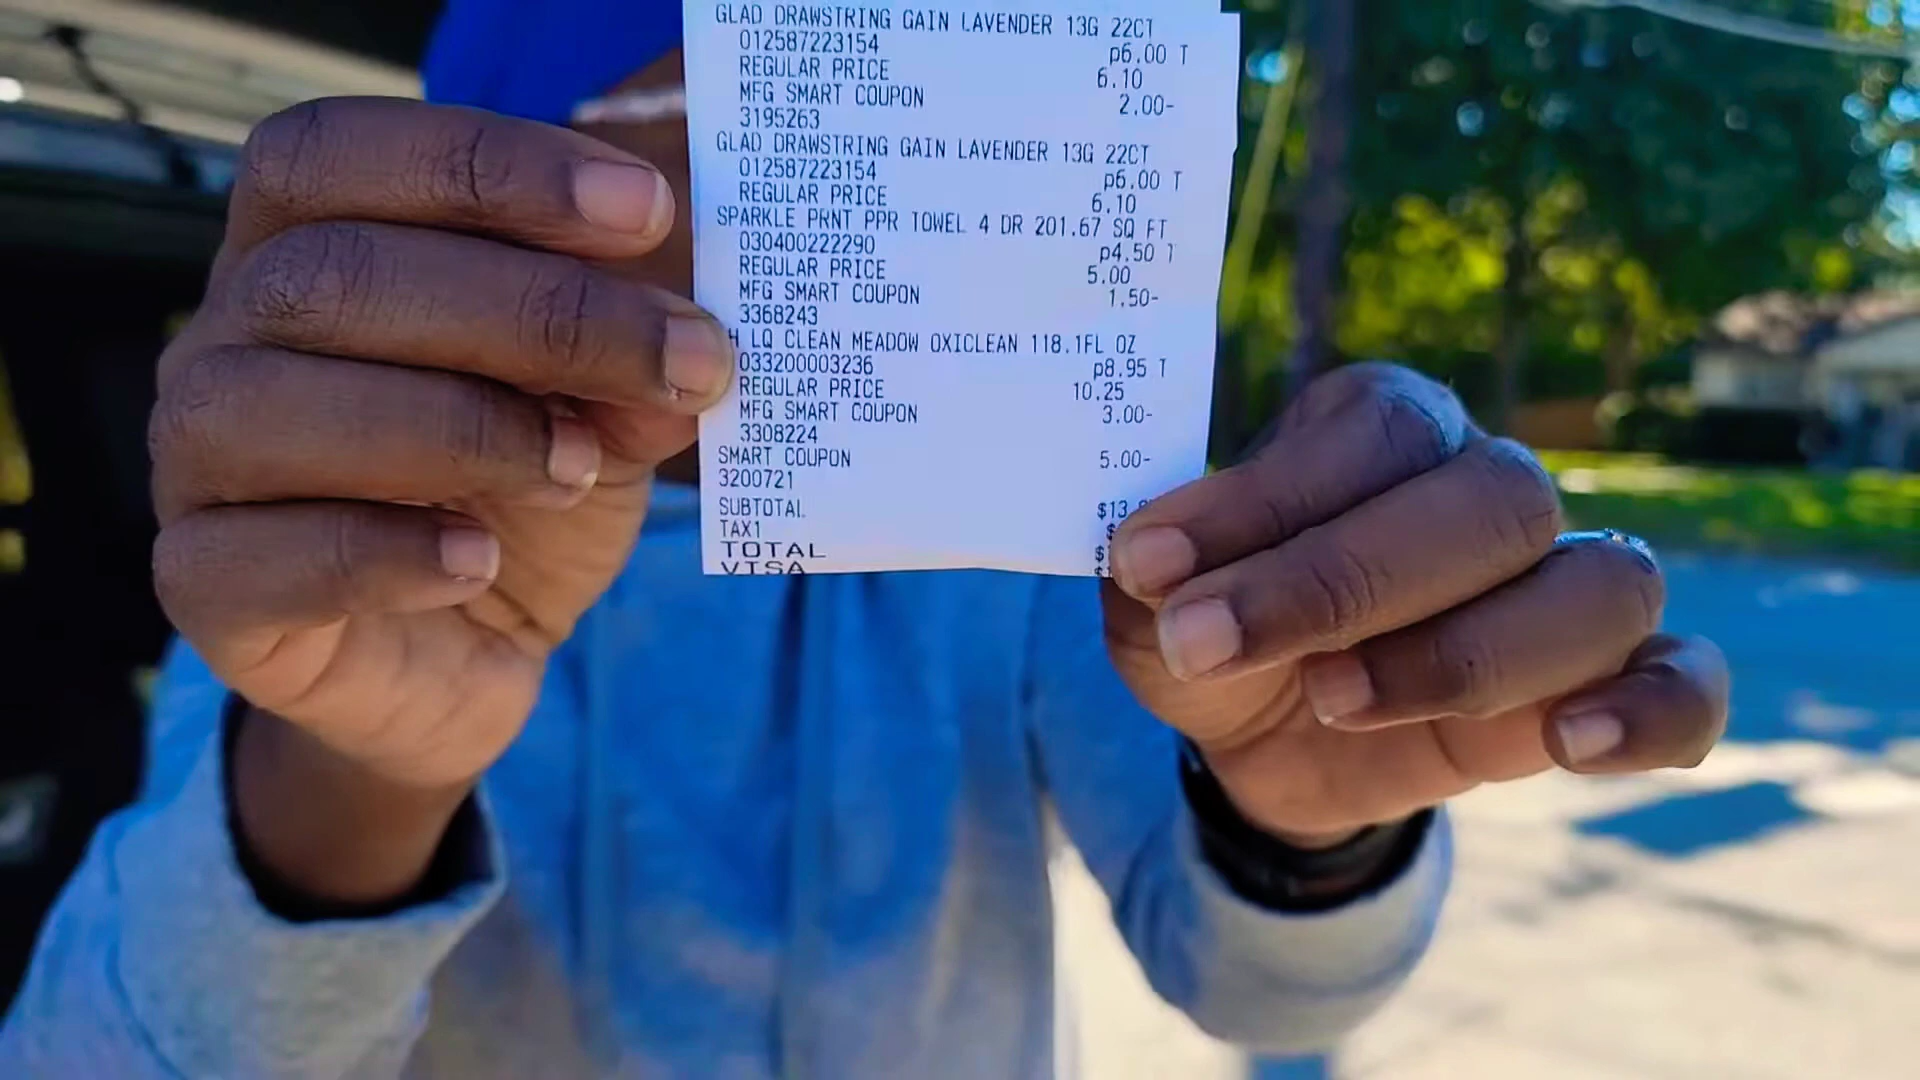 GLAD DRAWSTRING GAIN LAVENDER 13G 22CT
012587223154 p6.00 T
REGULAR PRICE 6.10
MFG SMART COUPON 2.00-
3195263
GLAD DRAWSTRING GAIN LAVENDER 13G 22CT
012587223154 p6.00 T
REGULAR PRICE 6.10
SPARKLE PRNT PPR TOWEL 4 DR 201.67 SQ FT
030400222290 p4.50 T
REGULAR PRICE 5.00
MFG SMART COUPON 1.50-
3368243
H LQ CLEAN MEADOW OXICLEAN 118.1FL OZ
033200003236 p8.95 T
REGULAR PRICE 10.25
MFG SMART COUPON 3.00-
3308224
SMART COUPON 5.00-
3200721
SUBTOTAL $13
TAX1 $
TOTAL $
VISA $